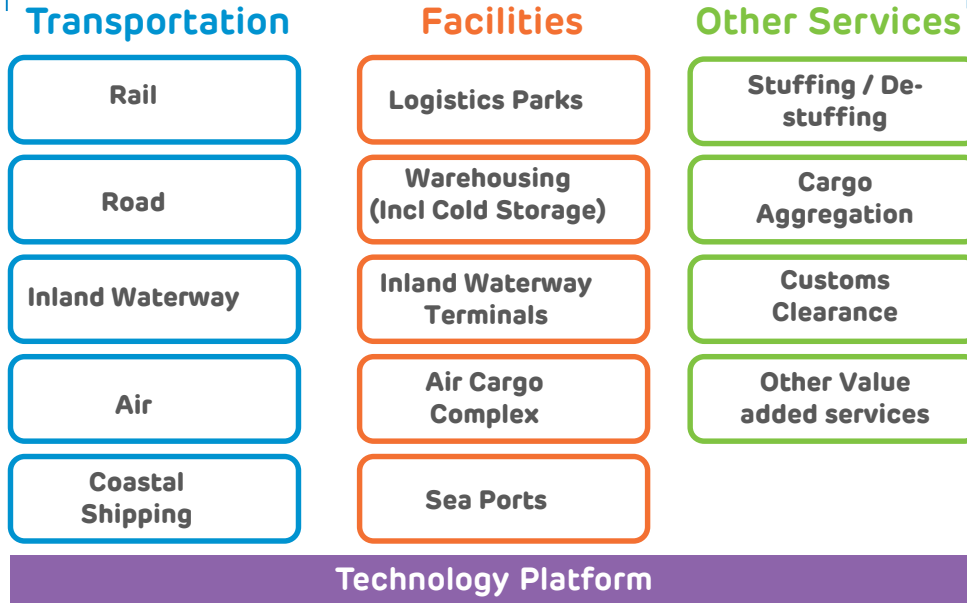 Transportation
Rail
Road
Inland Waterway
Air
Coastal
Shipping
Facilities
Logistics Parks
Warehousing
(Incl Cold Storage)
Inland Waterway
Terminals
Air Cargo
Complex
Sea Ports
Other Services
Stuffing / De-
stuffing
Cargo
Aggregation
Customs
Clearance
Other Value
added services
Technology Platform